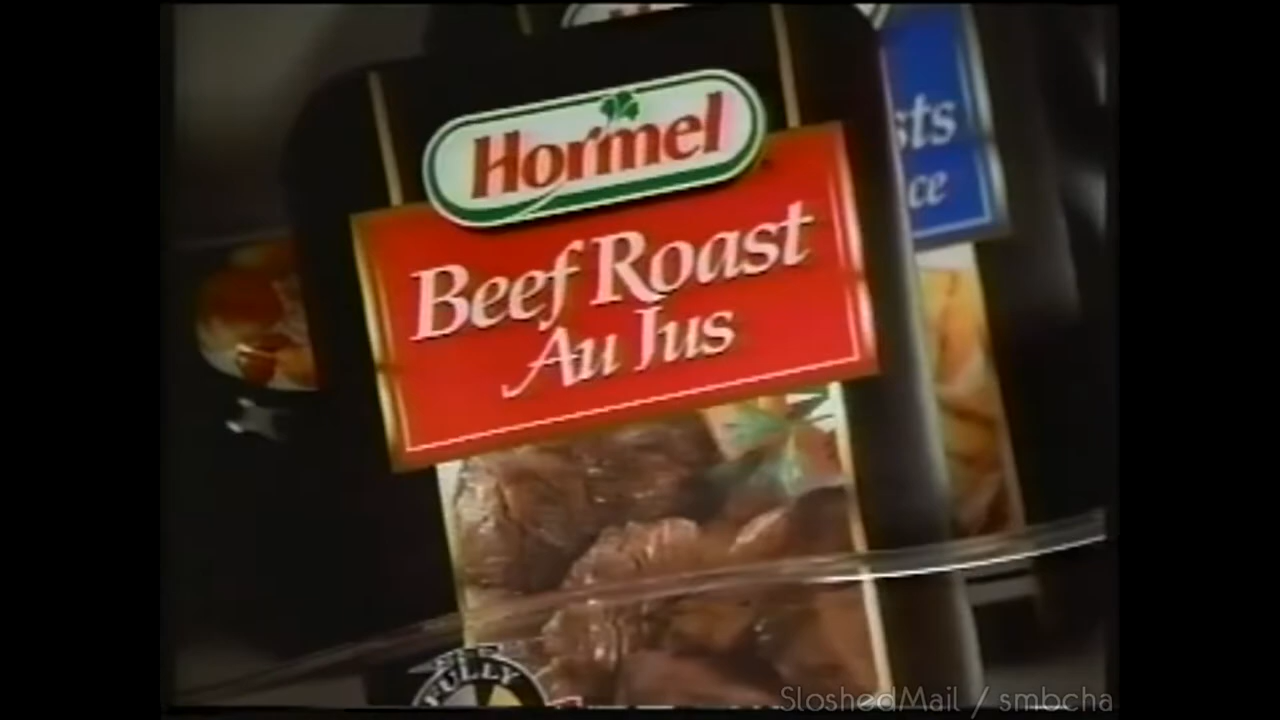 Hormel
Beef Roast
Au Jus
sts
ce
FULLY
SloshedMail / smbcha